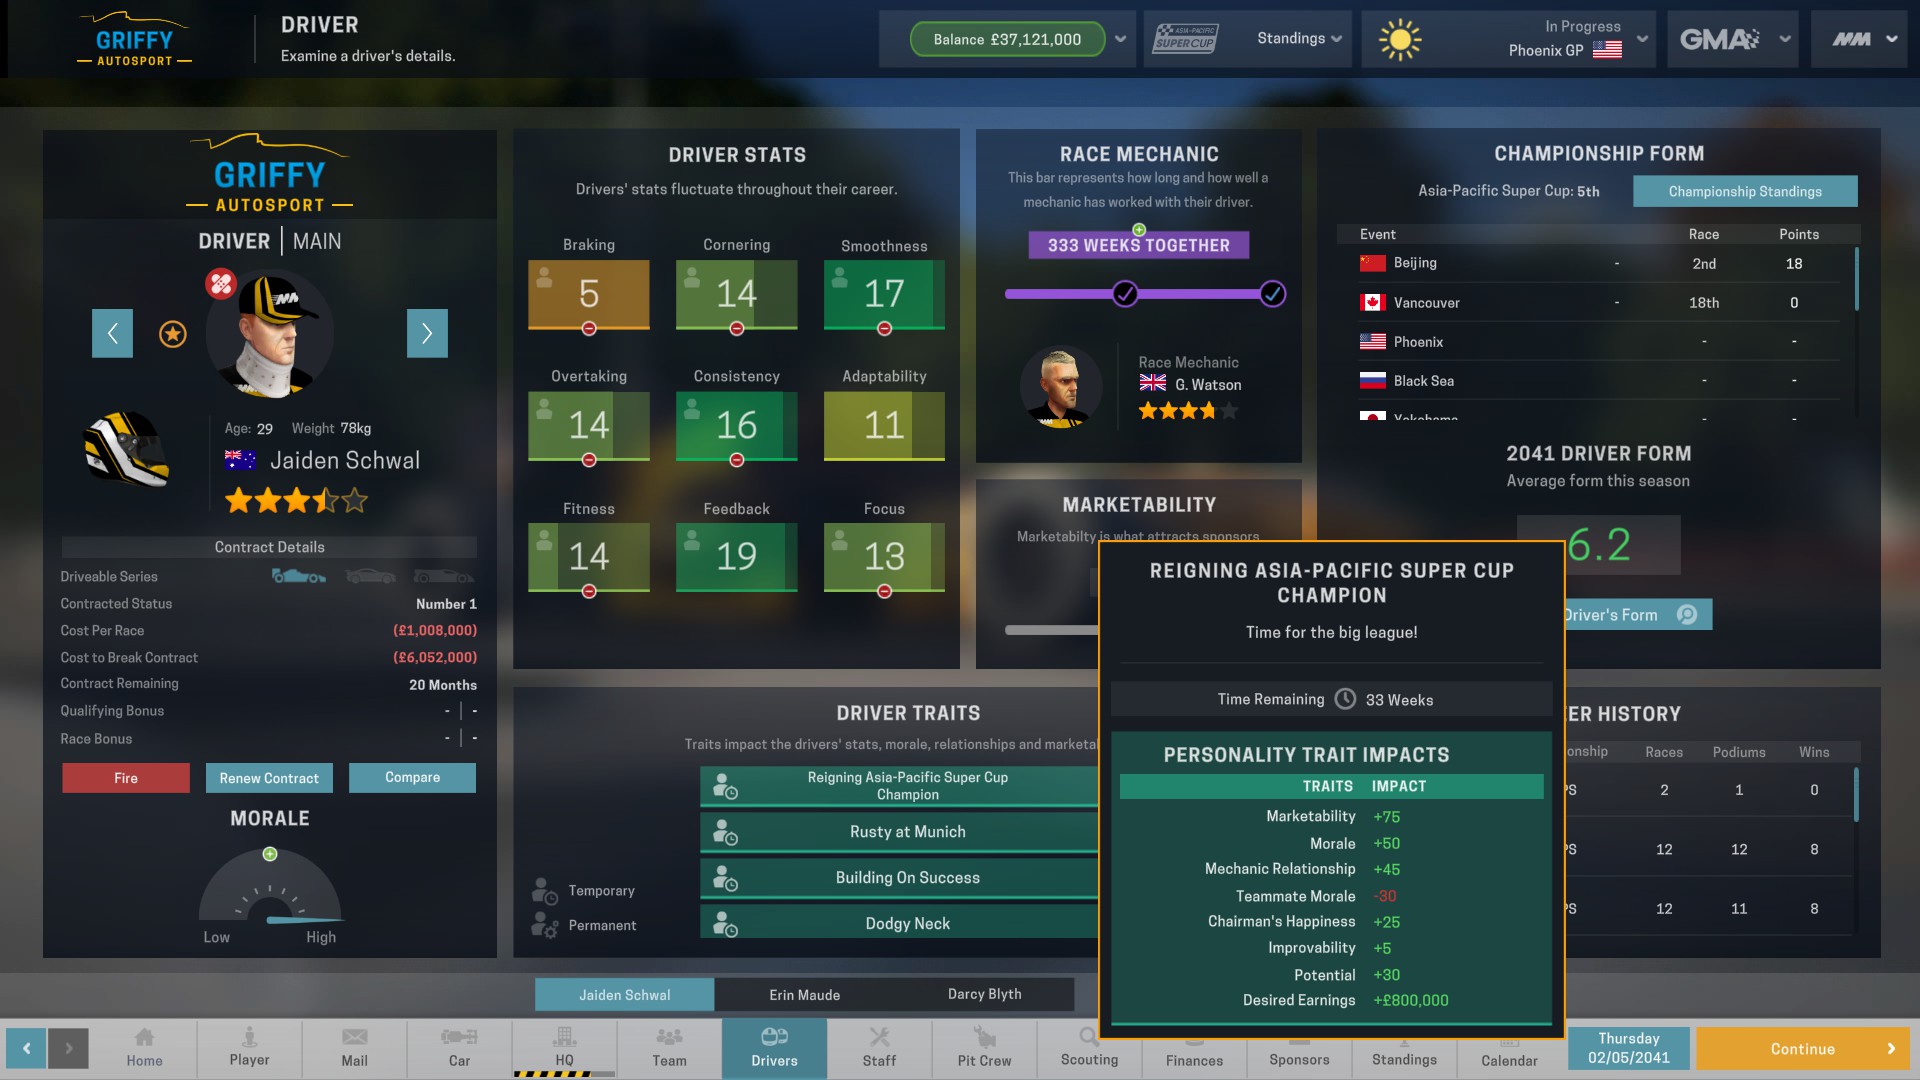 GRIFFY
AUTOSPORT
DRIVER
Examine a driver's details.
Balance £37,121,000
ASIA-PACIFIC
SUPERCUP
Standings
In Progress
Phoenix GP
GMA
GRIFFY
AUTOSPORT
DRIVER | MAIN
Age: 29 Weight 78kg
Jaiden Schwal
Contract Details
Driveable Series
Contracted Status Number 1
Cost Per Race (£1,008,000)
Cost to Break Contract (£6,052,000)
Contract Remaining 20 Months
Qualifying Bonus - | -
Race Bonus - | -
Fire Renew Contract Compare
MORALE
Low High
DRIVER STATS
Drivers' stats fluctuate throughout their career.
Braking Cornering Smoothness
5 14 17
Overtaking Consistency Adaptability
14 16 11
Fitness Feedback Focus
14 19 13
RACE MECHANIC
This bar represents how long and how well a
mechanic has worked with their driver.
333 WEEKS TOGETHER
Race Mechanic
G. Watson
MARKETABILITY
Marketabilty is what attracts sponsors
CHAMPIONSHIP FORM
Asia-Pacific Super Cup: 5th Championship Standings
Event Race Points
Beijing - 2nd 18
Vancouver - 18th 0
Phoenix - -
Black Sea - -
Yokohama - -
2041 DRIVER FORM
Average form this season
6.2
Driver's Form
DRIVER TRAITS
Traits impact the drivers' stats, morale, relationships and marketa
Reigning Asia-Pacific Super Cup
Champion
Rusty at Munich
Building On Success
Dodgy Neck
Temporary
Permanent
REIGNING ASIA-PACIFIC SUPER CUP
CHAMPION
Time for the big league!
Time Remaining 33 Weeks
PERSONALITY TRAIT IMPACTS
TRAITS IMPACT
Marketability +75
Morale +50
Mechanic Relationship +45
Teammate Morale -30
Chairman's Happiness +25
Improvability +5
Potential +30
Desired Earnings +£800,000
ER HISTORY
onship Races Podiums Wins
PS 2 1 0
PS 12 12 8
PS 12 11 8
Jaiden Schwal Erin Maude Darcy Blyth
Home Player Mail Car HQ Team Drivers Staff Pit Crew Scouting Finances Sponsors Standings Calendar
Thursday
02/05/2041
Continue